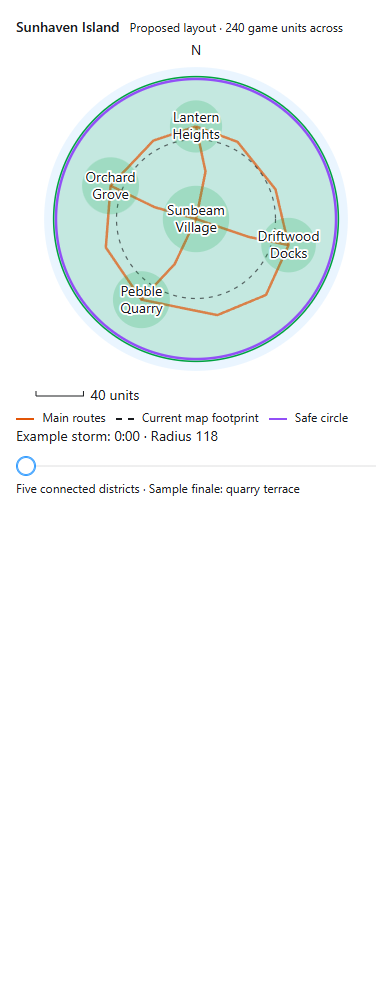 Sunhaven Island Proposed layout · 240 game units across
N
Lantern
Heights
Orchard
Grove
Sunbeam
Village
Driftwood
Docks
Pebble
Quarry
40 units
Main routes Current map footprint Safe circle
Example storm: 0:00 · Radius 118
Five connected districts · Sample finale: quarry terrace